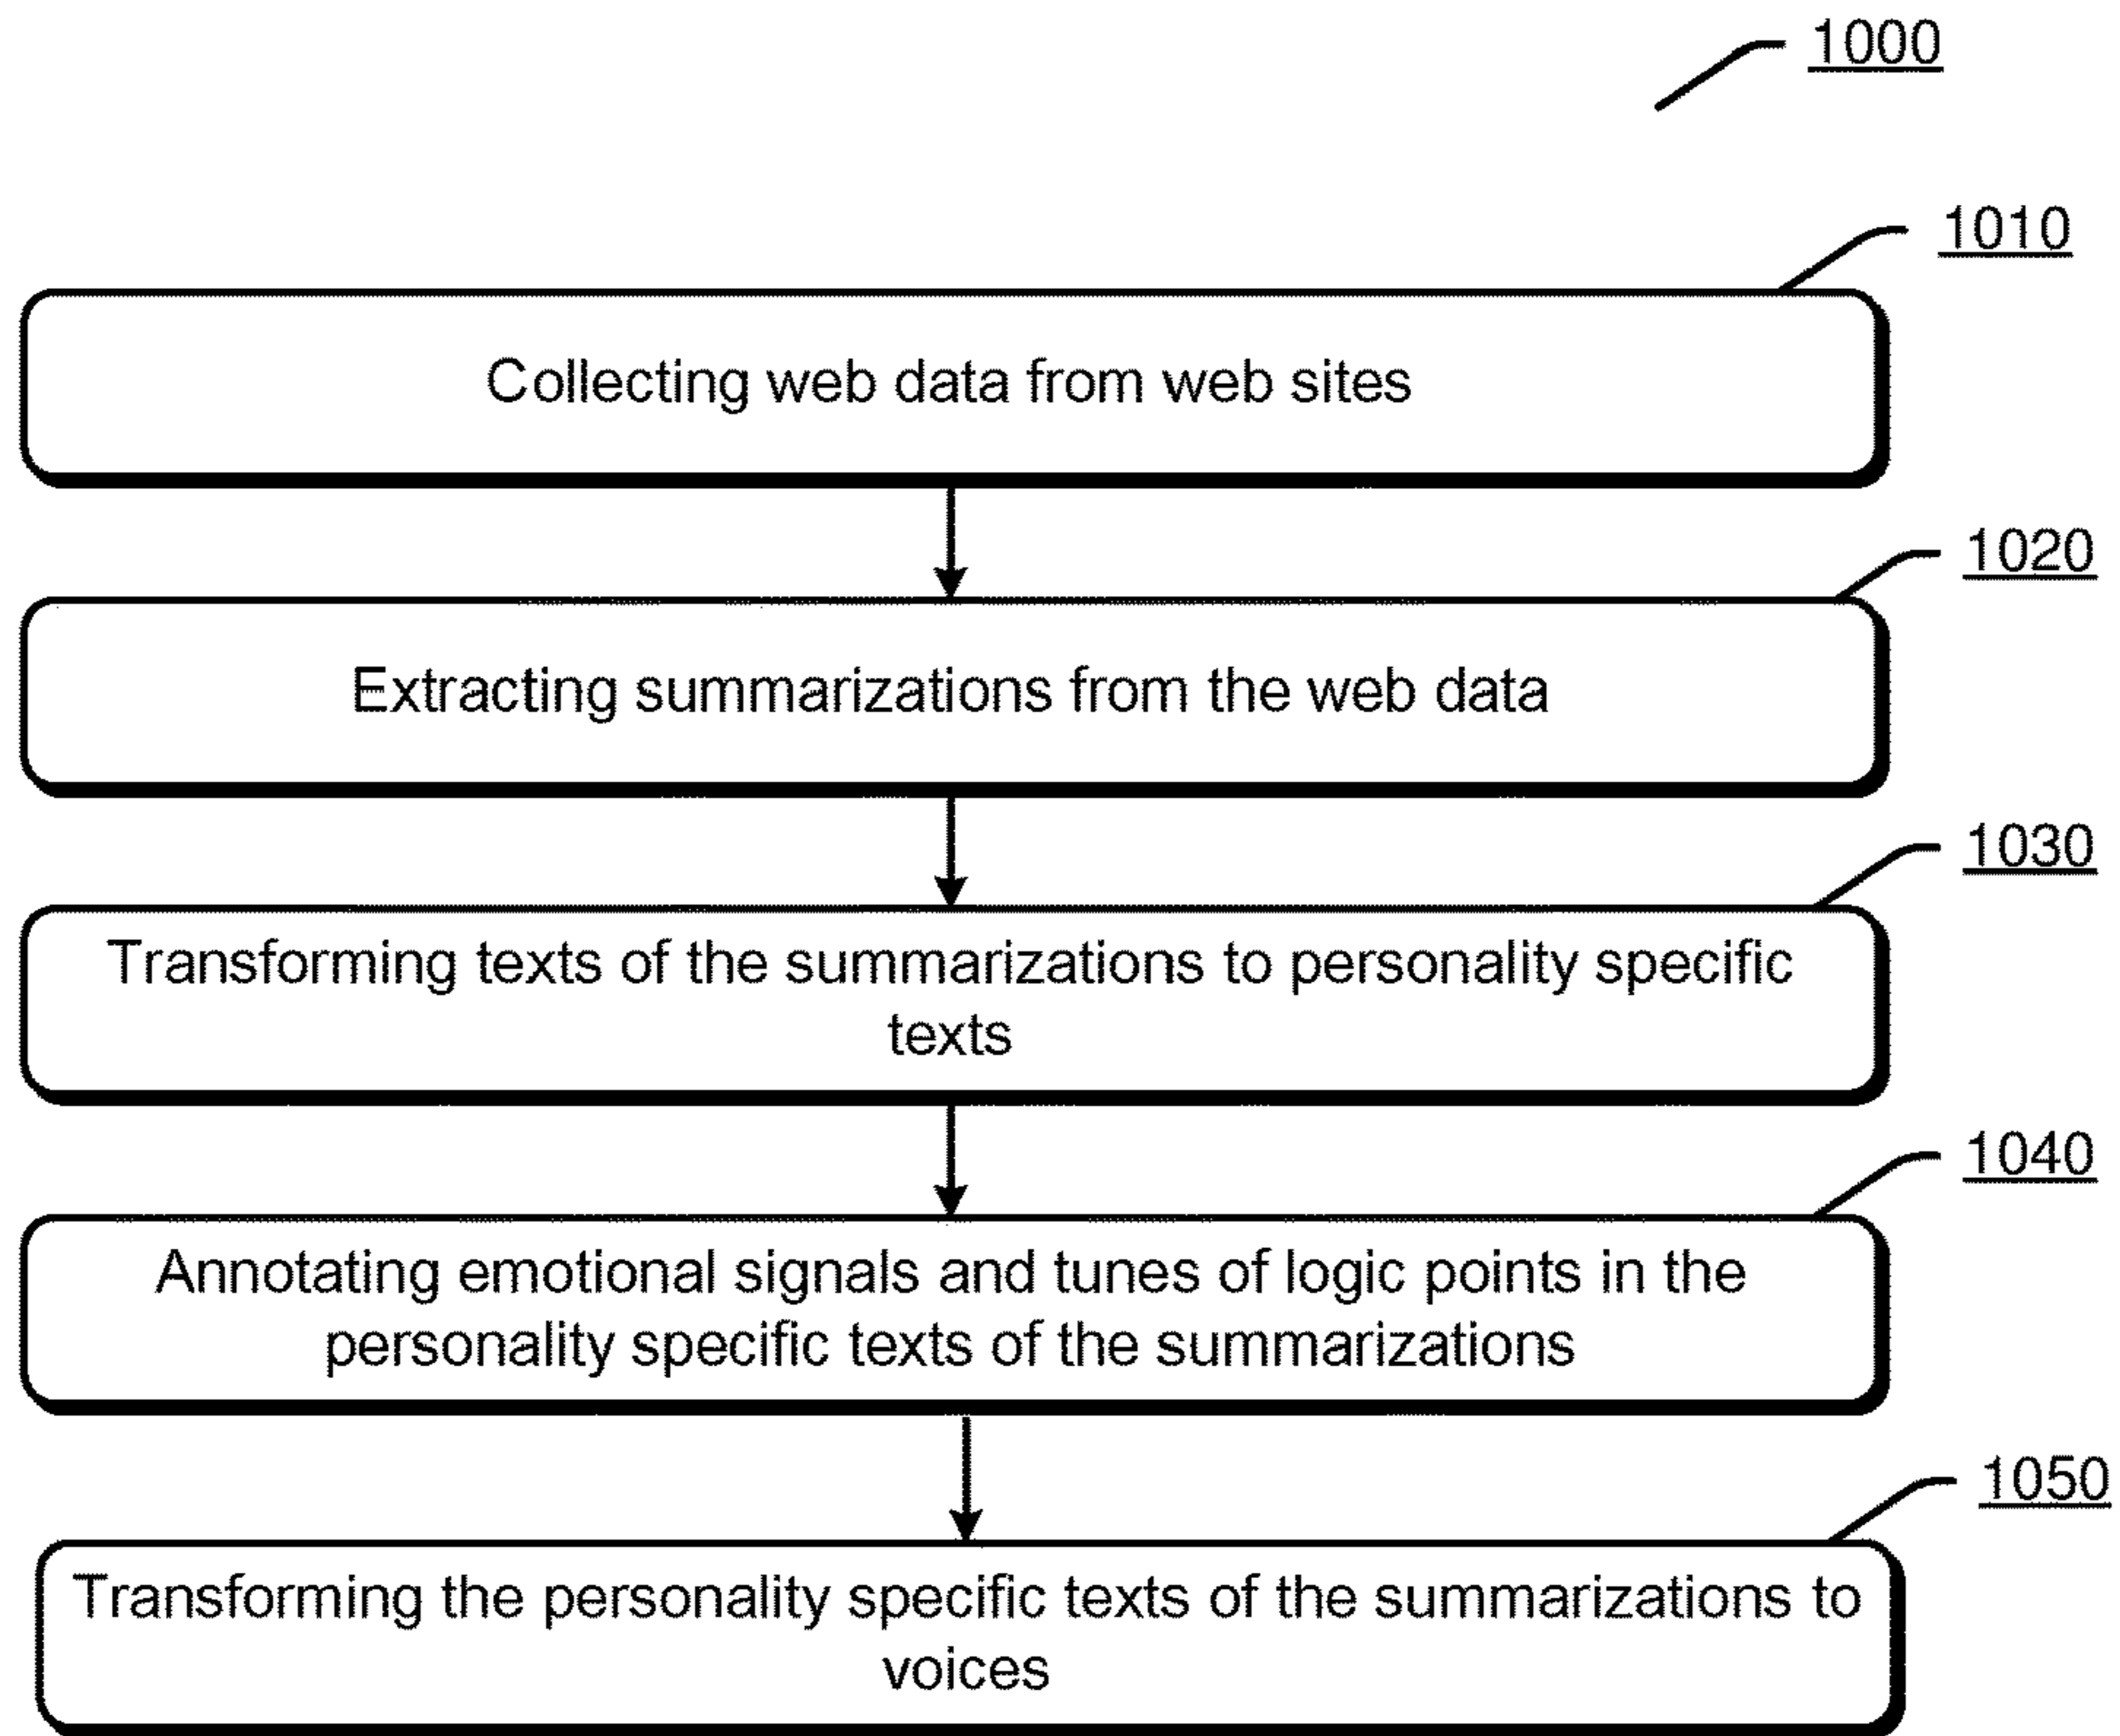 1000
1010
Collecting web data from web sites
1020
Extracting summarizations from the web data
1030
Transforming texts of the summarizations to personality specific
texts
1040
Annotating emotional signals and tunes of logic points in the
personality specific texts of the summarizations
1050
Transforming the personality specific texts of the summarizations to
voices